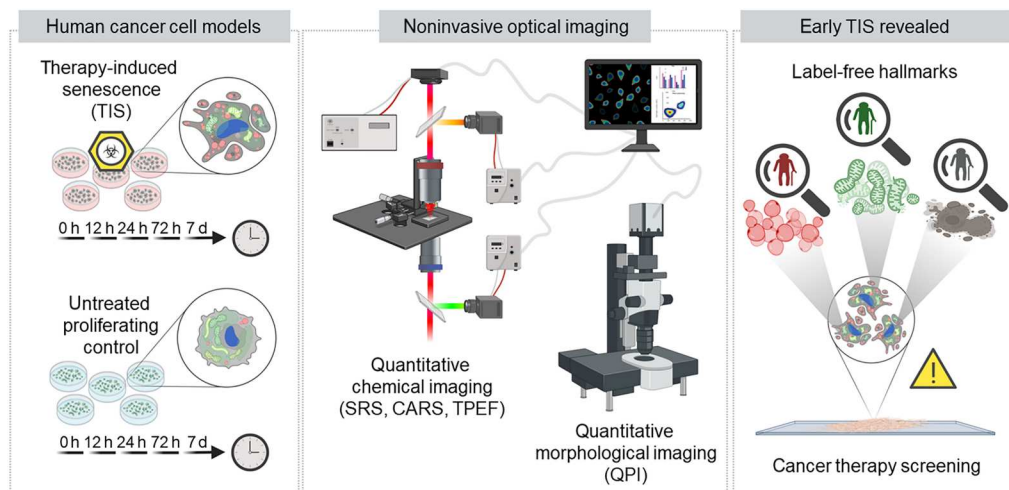 Human cancer cell models
Therapy-induced
senescence
(TIS)
0 h 12 h 24 h 72 h 7 d
Untreated
proliferating
control
0 h 12 h 24 h 72 h 7 d
Noninvasive optical imaging
Quantitative
chemical imaging
(SRS, CARS, TPEF)
Quantitative
morphological imaging
(QPI)
Early TIS revealed
Label-free hallmarks
!
Cancer therapy screening